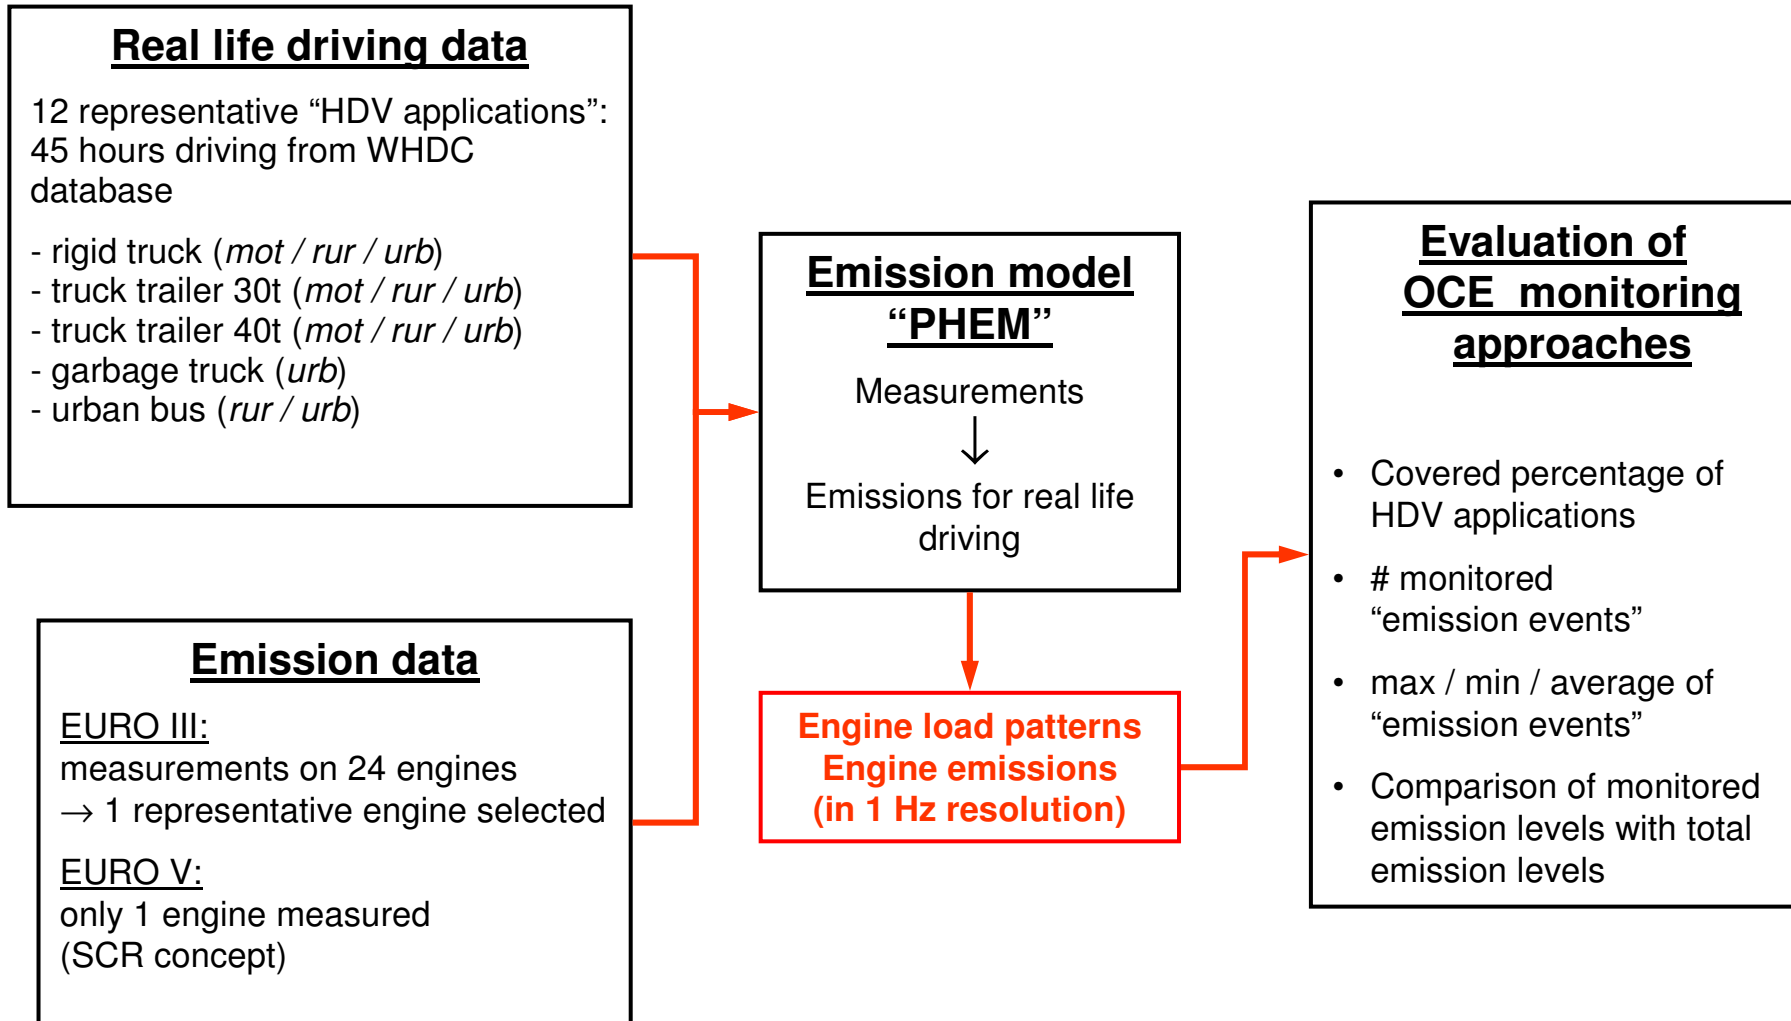 Real life driving data
12 representative “HDV applications”:
45 hours driving from WHDC
database
- rigid truck (mot / rur / urb)
- truck trailer 30t (mot / rur / urb)
- truck trailer 40t (mot / rur / urb)
- garbage truck (urb)
- urban bus (rur / urb)
Emission data
EURO III:
measurements on 24 engines
→ 1 representative engine selected
EURO V:
only 1 engine measured
(SCR concept)
Emission model
“PHEM”
Measurements
↓
Emissions for real life
driving
Engine load patterns
Engine emissions
(in 1 Hz resolution)
Evaluation of
OCE monitoring
approaches
• Covered percentage of
HDV applications
• # monitored
“emission events”
• max / min / average of
“emission events”
• Comparison of monitored
emission levels with total
emission levels